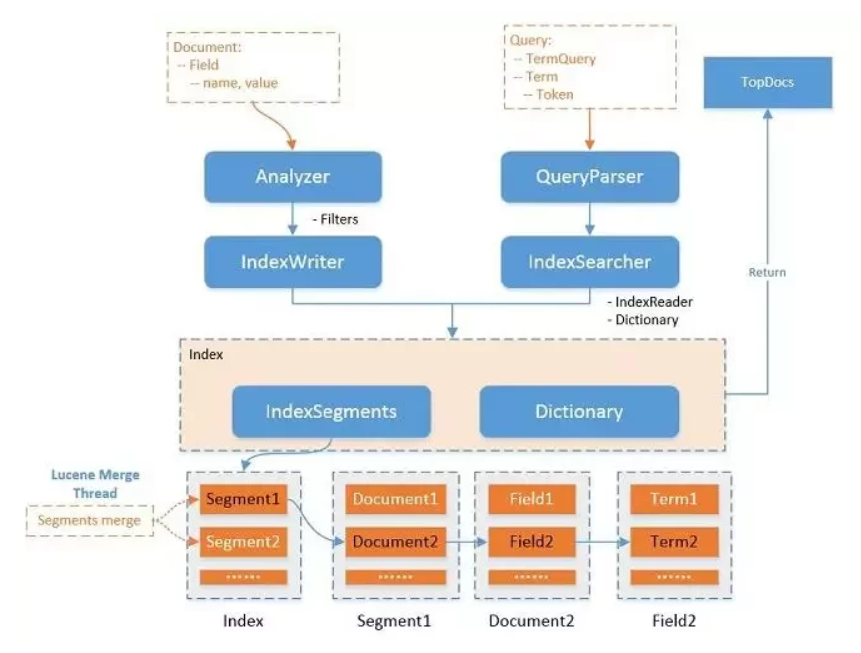 Document:
-- Field
-- name, value
Query:
-- TermQuery
-- Term
-- Token
TopDocs
Analyzer
QueryParser
- Filters
IndexWriter
IndexSearcher
Return
- IndexReader
- Dictionary
Index
IndexSegments
Dictionary
Lucene Merge
Thread
Segments merge
Segment1
Segment2
......
Index
Document1
Document2
......
Segment1
Field1
Field2
......
Document2
Term1
Term2
......
Field2